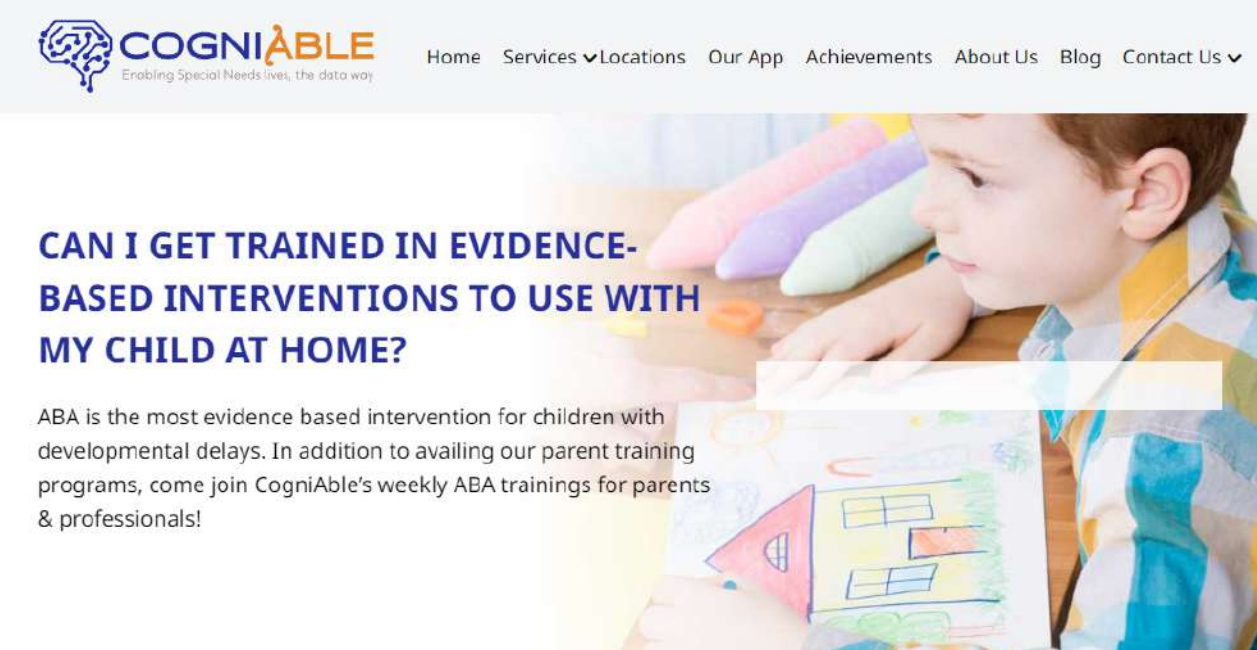 COGNIÀBLE
Enabling Special Needs lives, the data way
Home Services Locations Our App Achievements About Us Blog Contact Us
CAN I GET TRAINED IN EVIDENCE-
BASED INTERVENTIONS TO USE WITH
MY CHILD AT HOME?
ABA is the most evidence based intervention for children with
developmental delays. In addition to availing our parent training
programs, come join CogniAble’s weekly ABA trainings for parents
& professionals!